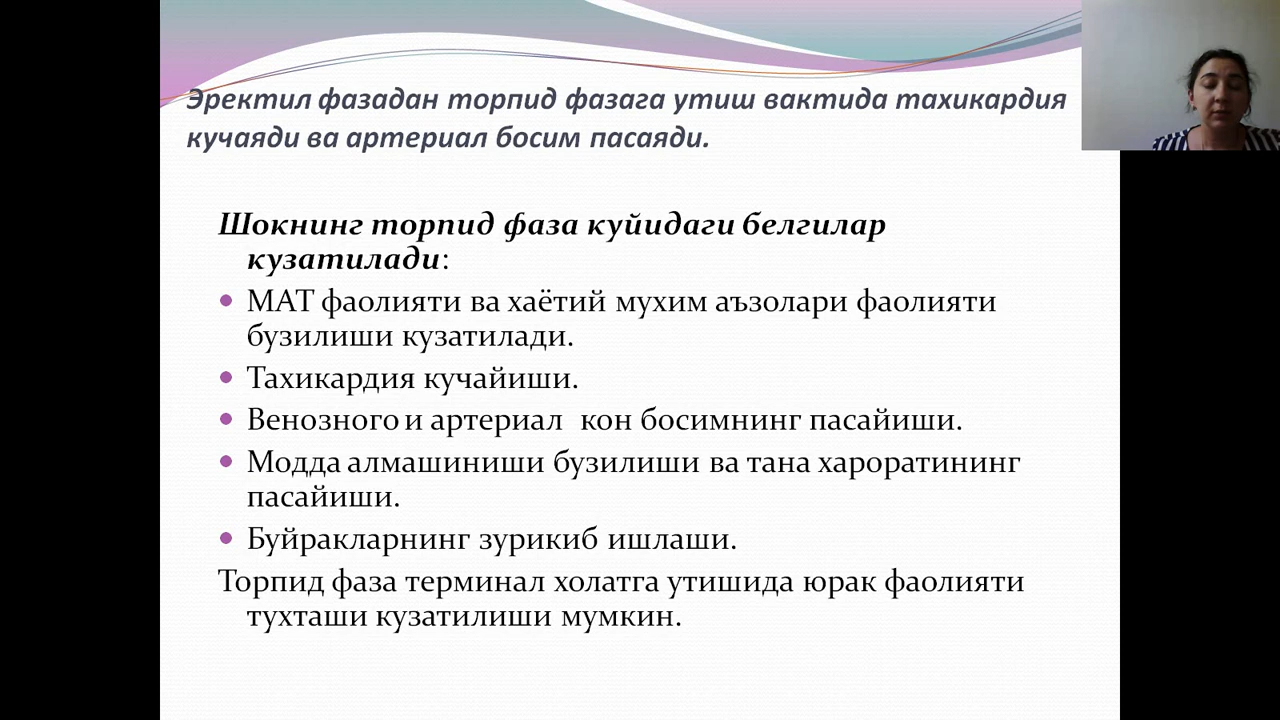 Эректил фазадан торпид фазага утиш вактида тахикардия
кучаяди ва артериал босим пасаяди.
Шокнинг торпид фаза куйидаги белгилар
кузатилади:
• МАТ фаолияти ва хаётий мухим аъзолари фаолияти
бузилиши кузатилади.
• Тахикардия кучайиши.
• Венозного и артериал кон босимнинг пасайиши.
• Модда алмашиниши бузилиши ва тана хароратининг
пасайиши.
• Буйракларнинг зурикиб ишлаши.
Торпид фаза терминал холатга утишида юрак фаолияти
тухташи кузатилиши мумкин.